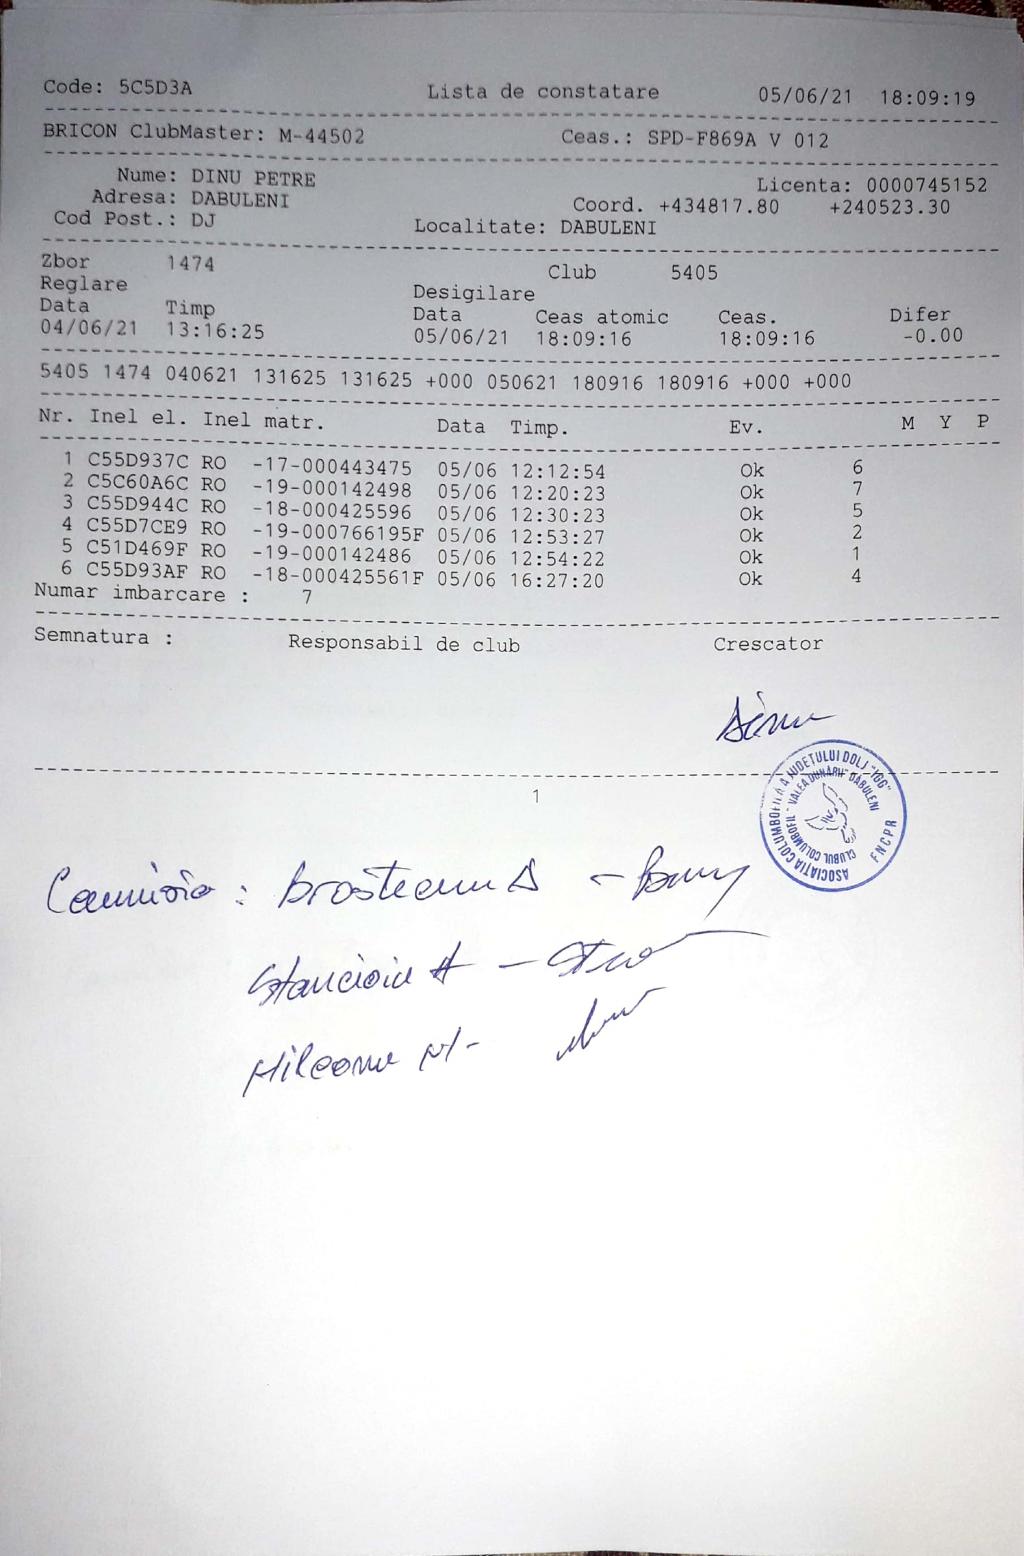 Code: 5C5D3A Lista de constatare 05/06/21 18:09:19
BRICON ClubMaster: M-44502 Ceas.: SPD-F869A V 012
Nume: DINU PETRE Licenta: 0000745152
Adresa: DABULENI Coord. +434817.80 +240523.30
Cod Post.: DJ Localitate: DABULENI
Zbor 1474 Club 5405
Reglare Desigilare
Data Timp Data Ceas atomic Ceas. Difer
04/06/21 13:16:25 05/06/21 18:09:16 18:09:16 -0.00
5405 1474 040621 131625 131625 +000 050621 180916 180916 +000 +000
Nr. Inel el. Inel matr. Data Timp. Ev. M Y P
1 C55D937C RO -17-000443475 05/06 12:12:54 Ok 6
2 C5C60A6C RO -19-000142498 05/06 12:20:23 Ok 7
3 C55D944C RO -18-000425596 05/06 12:30:23 Ok 5
4 C55D7CE9 RO -19-000766195F 05/06 12:53:27 Ok 2
5 C51D469F RO -19-000142486 05/06 12:54:22 Ok 1
6 C55D93AF RO -18-000425561F 05/06 16:27:20 Ok 4
Numar imbarcare : 7
Semnatura : Responsabil de club Crescator
ASOCIAȚIA COLUMBOFILĂ A JUDEȚULUI DOLJ "YGG"
CLUBUL COLUMBOFIL "VALEA DUNĂRII" DABULENI
FNCPR
1
Comisia :